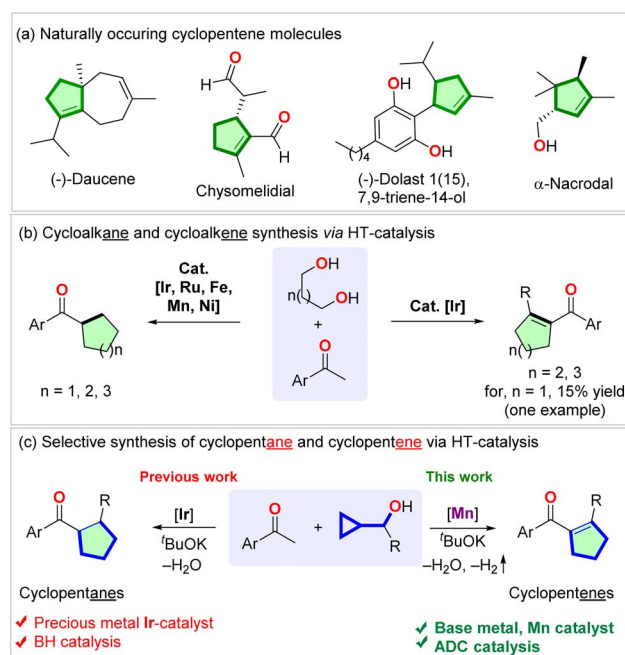 (a) Naturally occuring cyclopentene molecules
O
H
O
H
(-)-Daucene
Chysomelidial
OH
( )4
OH
(-)-Dolast 1(15),
7,9-triene-14-ol
OH
α-Nacrodal
(b) Cycloalkane and cycloalkene synthesis via HT-catalysis
O
Ar
( )n
n = 1, 2, 3
Cat.
[Ir, Ru, Fe,
Mn, Ni]
OH
n( )
OH
+
O
Ar
Cat. [Ir]
R
O
Ar
n( )
n = 2, 3
for, n = 1, 15% yield
(one example)
(c) Selective synthesis of cyclopentane and cyclopentene via HT-catalysis
Previous work
This work
O
R
Ar
Cyclopentanes
[Ir]
tBuOK
–H2O
O
Ar
+
OH
R
[Mn]
tBuOK
–H2O, –H2↑
O
R
Ar
Cyclopentenes
✓ Precious metal Ir-catalyst
✓ BH catalysis
✓ Base metal, Mn catalyst
✓ ADC catalysis